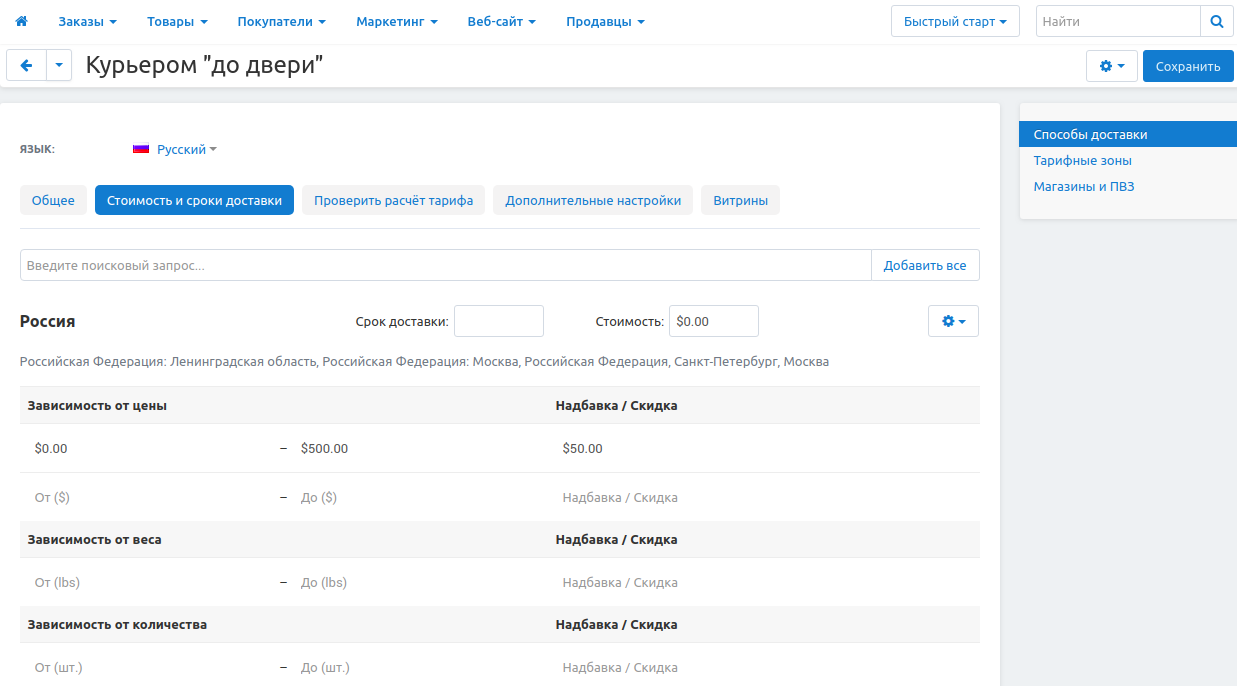 Заказы Товары Покупатели Маркетинг Веб-сайт Продавцы Быстрый старт Найти
Курьером "до двери" Сохранить
Способы доставки
ЯЗЫК: Русский
Тарифные зоны
Магазины и ПВЗ
Общее Стоимость и сроки доставки Проверить расчёт тарифа Дополнительные настройки Витрины
Введите поисковый запрос... Добавить все
Россия Срок доставки: Стоимость: $0.00
Российская Федерация: Ленинградская область, Российская Федерация: Москва, Российская Федерация, Санкт-Петербург, Москва
Зависимость от цены Надбавка / Скидка
$0.00 – $500.00 $50.00
От ($) – До ($) Надбавка / Скидка
Зависимость от веса Надбавка / Скидка
От (lbs) – До (lbs) Надбавка / Скидка
Зависимость от количества Надбавка / Скидка
От (шт.) – До (шт.) Надбавка / Скидка